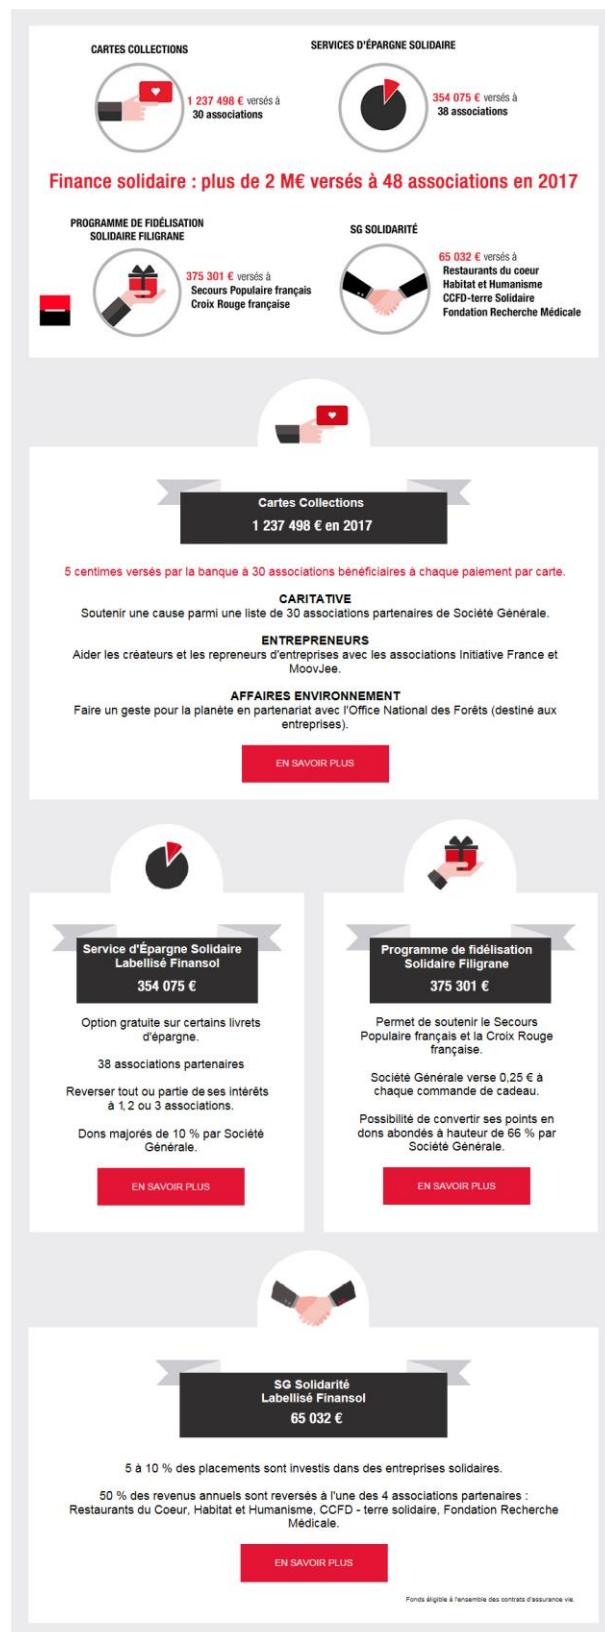 CARTES COLLECTIONS
1 237 498 € versés à
30 associations
SERVICES D'ÉPARGNE SOLIDAIRE
354 075 € versés à
38 associations
Finance solidaire : plus de 2 M€ versés à 48 associations en 2017
PROGRAMME DE FIDÉLISATION
SOLIDAIRE FILIGRANE
375 301 € versés à
Secours Populaire français
Croix Rouge française
SG SOLIDARITÉ
65 032 € versés à
Restaurants du coeur
Habitat et Humanisme
CCFD-terre Solidaire
Fondation Recherche Médicale
Cartes Collections
1 237 498 € en 2017
5 centimes versés par la banque à 30 associations bénéficiaires à chaque paiement par carte.
CARITATIVE
Soutenir une cause parmi une liste de 30 associations partenaires de Société Générale.
ENTREPRENEURS
Aider les créateurs et les repreneurs d'entreprises avec les associations Initiative France et
MoovJee.
AFFAIRES ENVIRONNEMENT
Faire un geste pour la planète en partenariat avec l'Office National des Forêts (destiné aux
entreprises).
EN SAVOIR PLUS
Service d'Épargne Solidaire
Labellisé Finansol
354 075 €
Option gratuite sur certains livrets
d'épargne.
38 associations partenaires
Reverser tout ou partie de ses intérêts
à 1, 2 ou 3 associations.
Dons majorés de 10 % par Société
Générale.
EN SAVOIR PLUS
Programme de fidélisation
Solidaire Filigrane
375 301 €
Permet de soutenir le Secours
Populaire français et la Croix Rouge
française.
Société Générale verse 0,25 € à
chaque commande de cadeau.
Possibilité de convertir ses points en
dons abondés à hauteur de 66 % par
Société Générale.
EN SAVOIR PLUS
SG Solidarité
Labellisé Finansol
65 032 €
5 à 10 % des placements sont investis dans des entreprises solidaires.
50 % des revenus annuels sont reversés à l'une des 4 associations partenaires :
Restaurants du Coeur, Habitat et Humanisme, CCFD - terre solidaire, Fondation Recherche
Médicale.
EN SAVOIR PLUS
Fonds éligible à l'ensemble des contrats d'assurance vie.